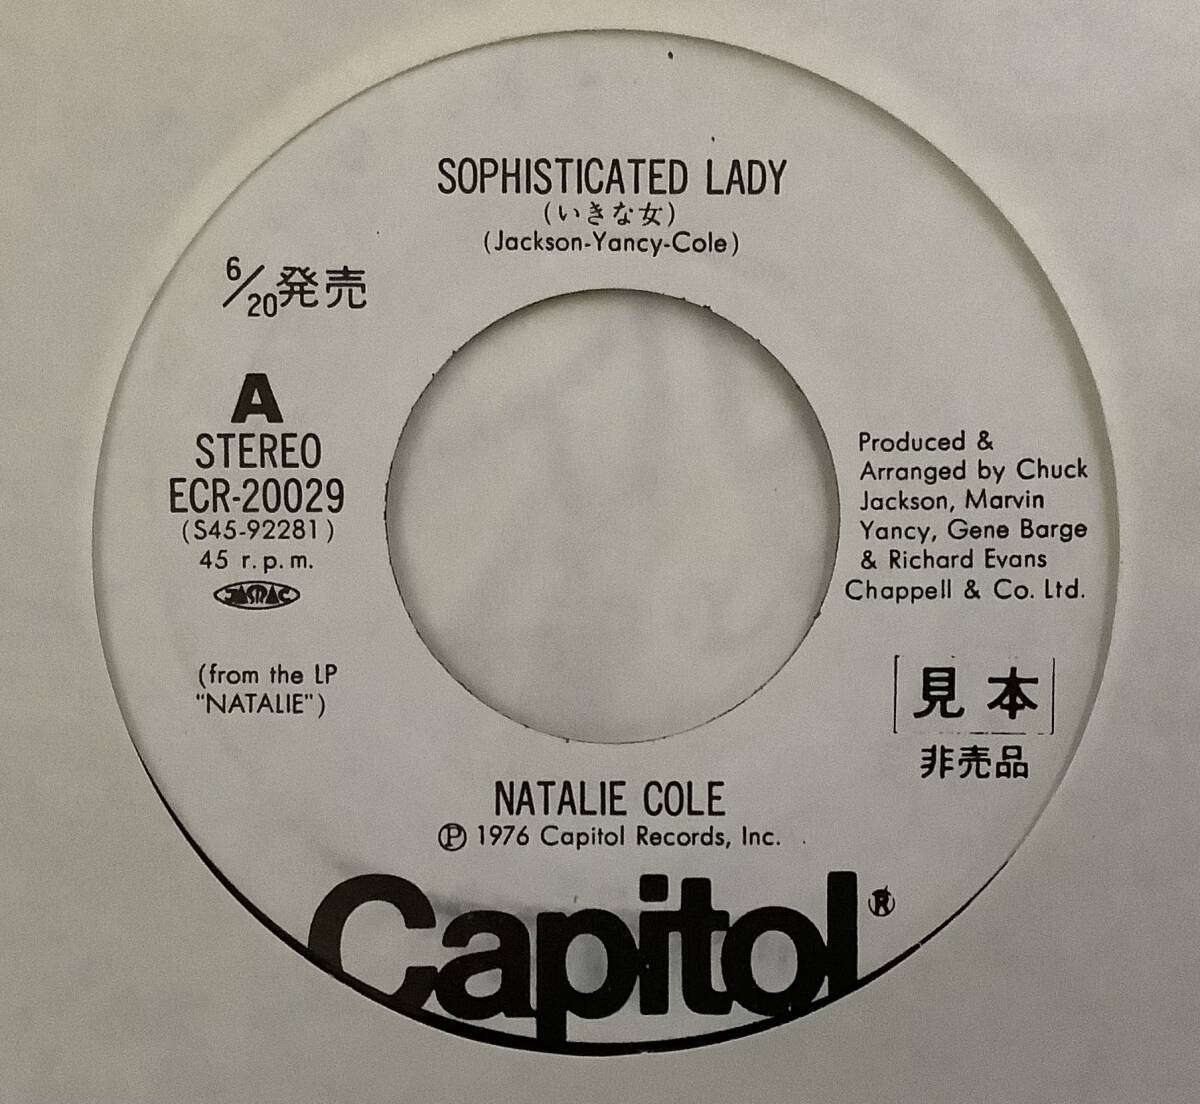 SOPHISTICATED LADY
(いきな女)
(Jackson-Yancy-Cole)
6/20発売
A
STEREO
ECR-20029
(S45-92281)
45 r.p.m.
JASRAC
(from the LP
"NATALIE")
Produced &
Arranged by Chuck
Jackson, Marvin
Yancy, Gene Barge
& Richard Evans
Chappell & Co. Ltd.
見本
非売品
NATALIE COLE
Ⓟ 1976 Capitol Records, Inc.
Capitol®